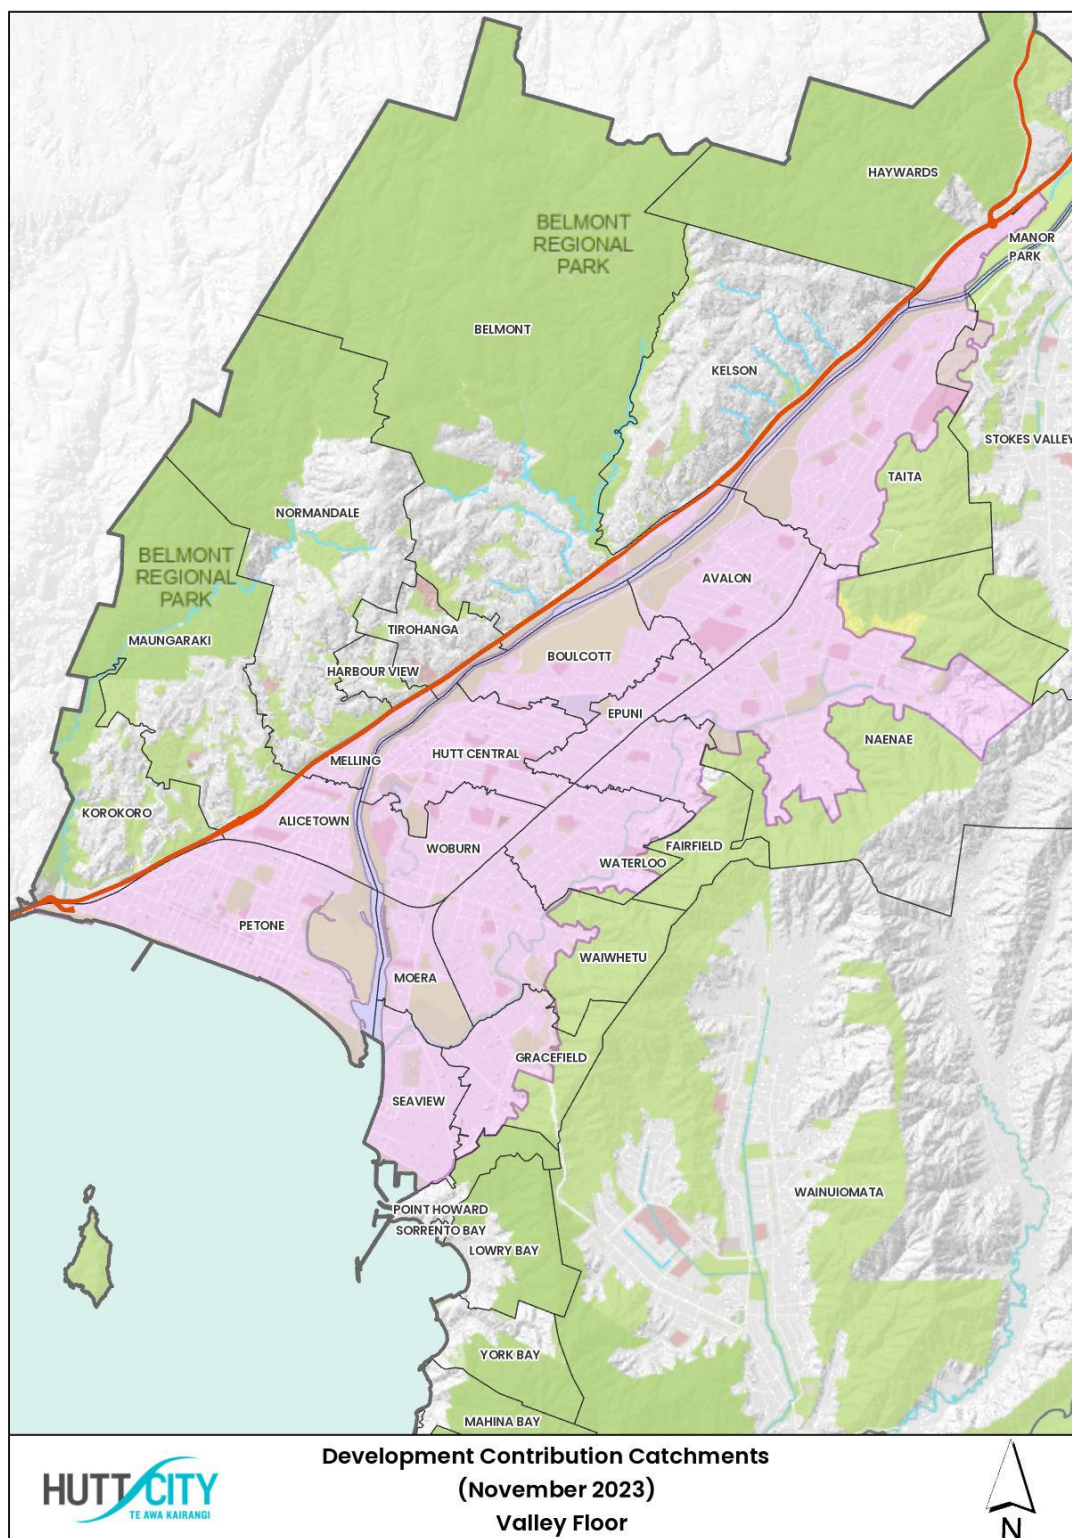 HAYWARDS
BELMONT
REGIONAL
PARK
MANOR
PARK
BELMONT
KELSON
STOKES VALLEY
TAITA
NORMANDALE
BELMONT
REGIONAL
PARK
AVALON
MAUNGARAKI
TIROHANGA
BOULCOTT
HARBOUR VIEW
EPUNI
NAENAE
HUTT CENTRAL
MELLING
KOROKORO
ALICETOWN
WOBURN
FAIRFIELD
WATERLOO
PETONE
WAIWHETU
MOERA
GRACEFIELD
SEAVIEW
WAINUIOMATA
POINT HOWARD
SORRENTO BAY
LOWRY BAY
YORK BAY
MAHINA BAY
HUTT CITY
TE AWA KAIRANGI
Development Contribution Catchments
(November 2023)
Valley Floor
N